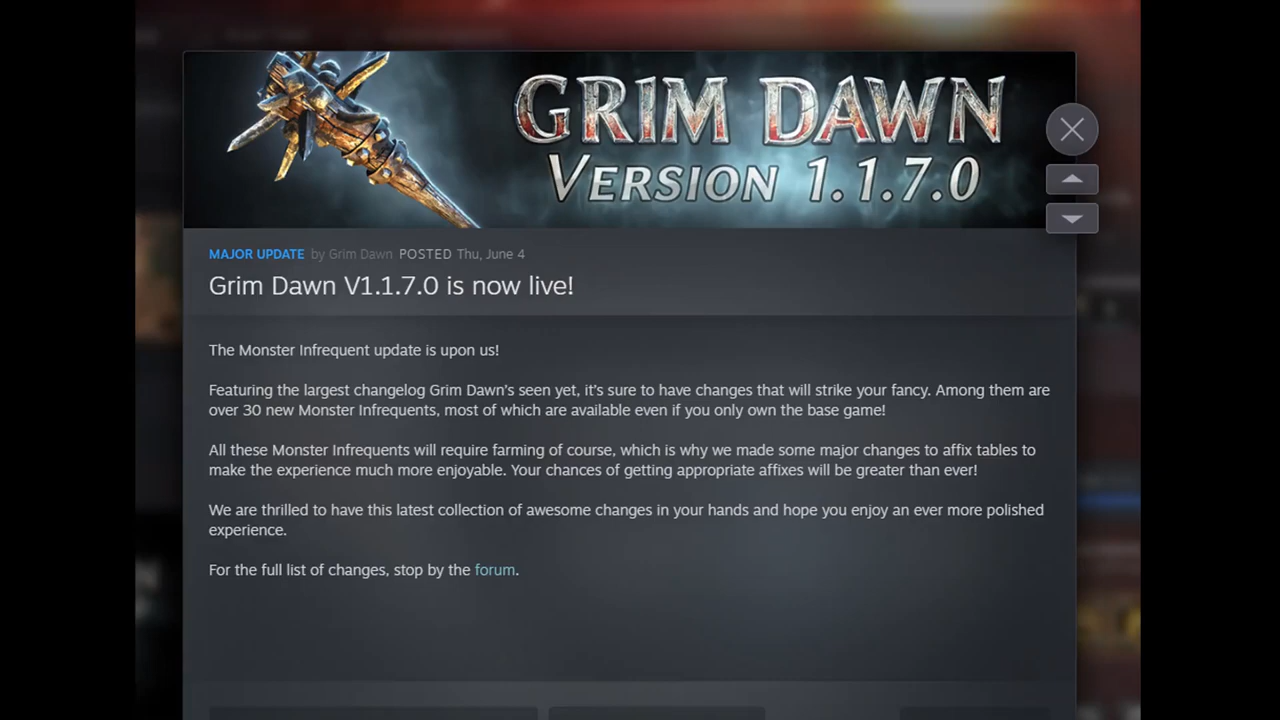 GRIM DAWN
VERSION 1.1.7.0
MAJOR UPDATE by Grim Dawn POSTED Thu, June 4
Grim Dawn V1.1.7.0 is now live!
The Monster Infrequent update is upon us!
Featuring the largest changelog Grim Dawn's seen yet, it's sure to have changes that will strike your fancy. Among them are
over 30 new Monster Infrequents, most of which are available even if you only own the base game!
All these Monster Infrequents will require farming of course, which is why we made some major changes to affix tables to
make the experience much more enjoyable. Your chances of getting appropriate affixes will be greater than ever!
We are thrilled to have this latest collection of awesome changes in your hands and hope you enjoy an ever more polished
experience.
For the full list of changes, stop by the forum.